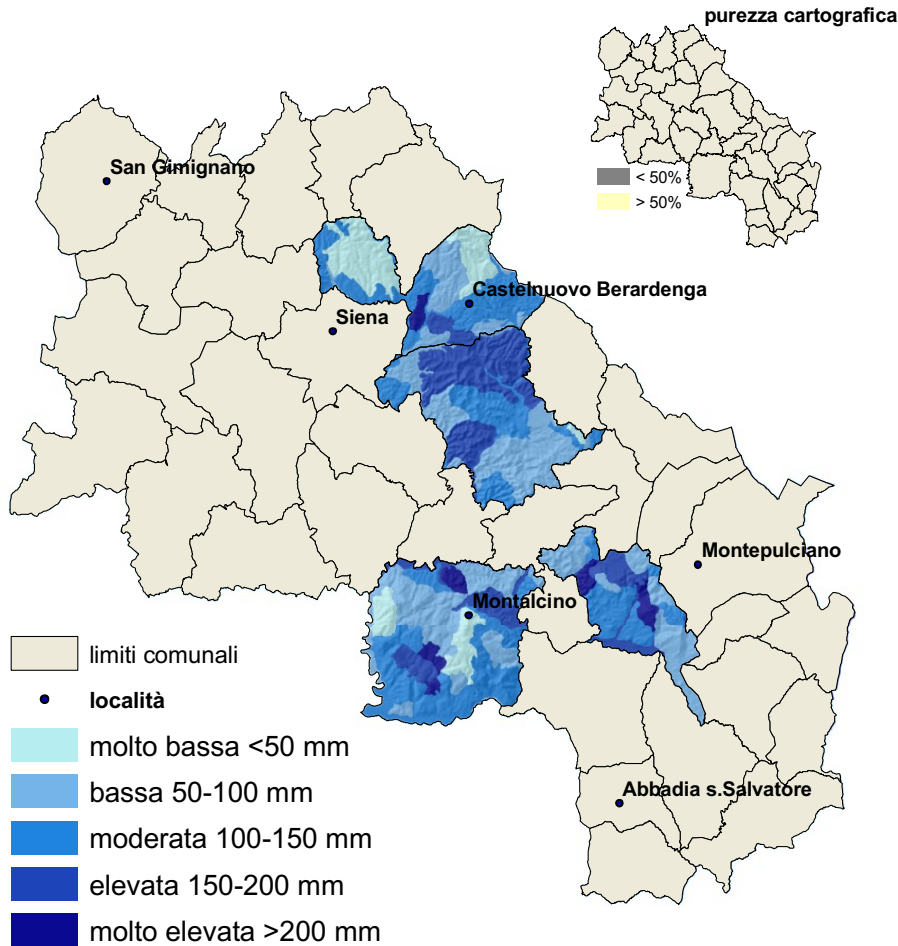 purezza cartografica
< 50%
> 50%
San Gimignano
Castelnuovo Berardenga
Siena
Montepulciano
Montalcino
Abbadia s.Salvatore
limiti comunali
località
molto bassa <50 mm
bassa 50-100 mm
moderata 100-150 mm
elevata 150-200 mm
molto elevata >200 mm